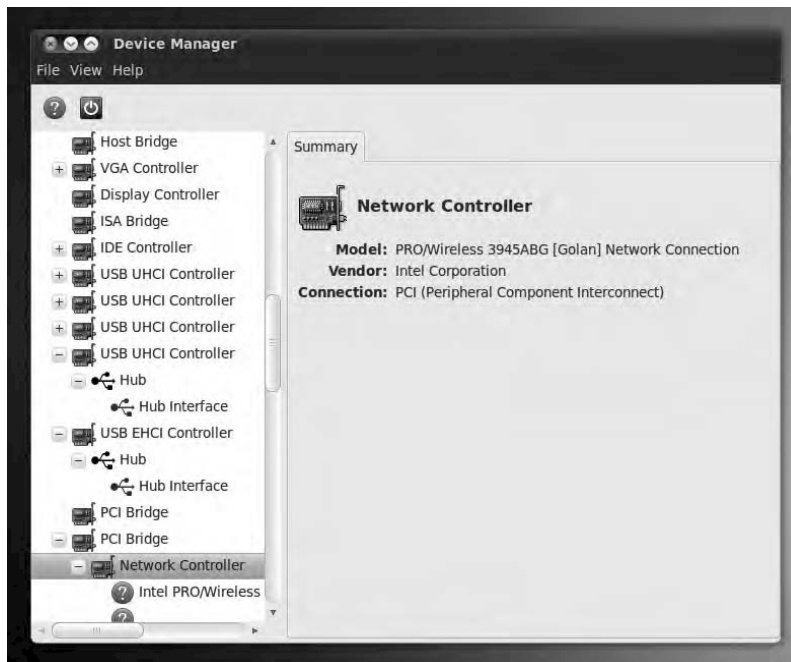 Device Manager
File View Help
Host Bridge
VGA Controller
Display Controller
ISA Bridge
IDE Controller
USB UHCI Controller
USB UHCI Controller
USB UHCI Controller
USB UHCI Controller
Hub
Hub Interface
USB EHCI Controller
Hub
Hub Interface
PCI Bridge
PCI Bridge
Network Controller
Intel PRO/Wireless
Summary
Network Controller
Model: PRO/Wireless 3945ABG [Golan] Network Connection
Vendor: Intel Corporation
Connection: PCI (Peripheral Component Interconnect)